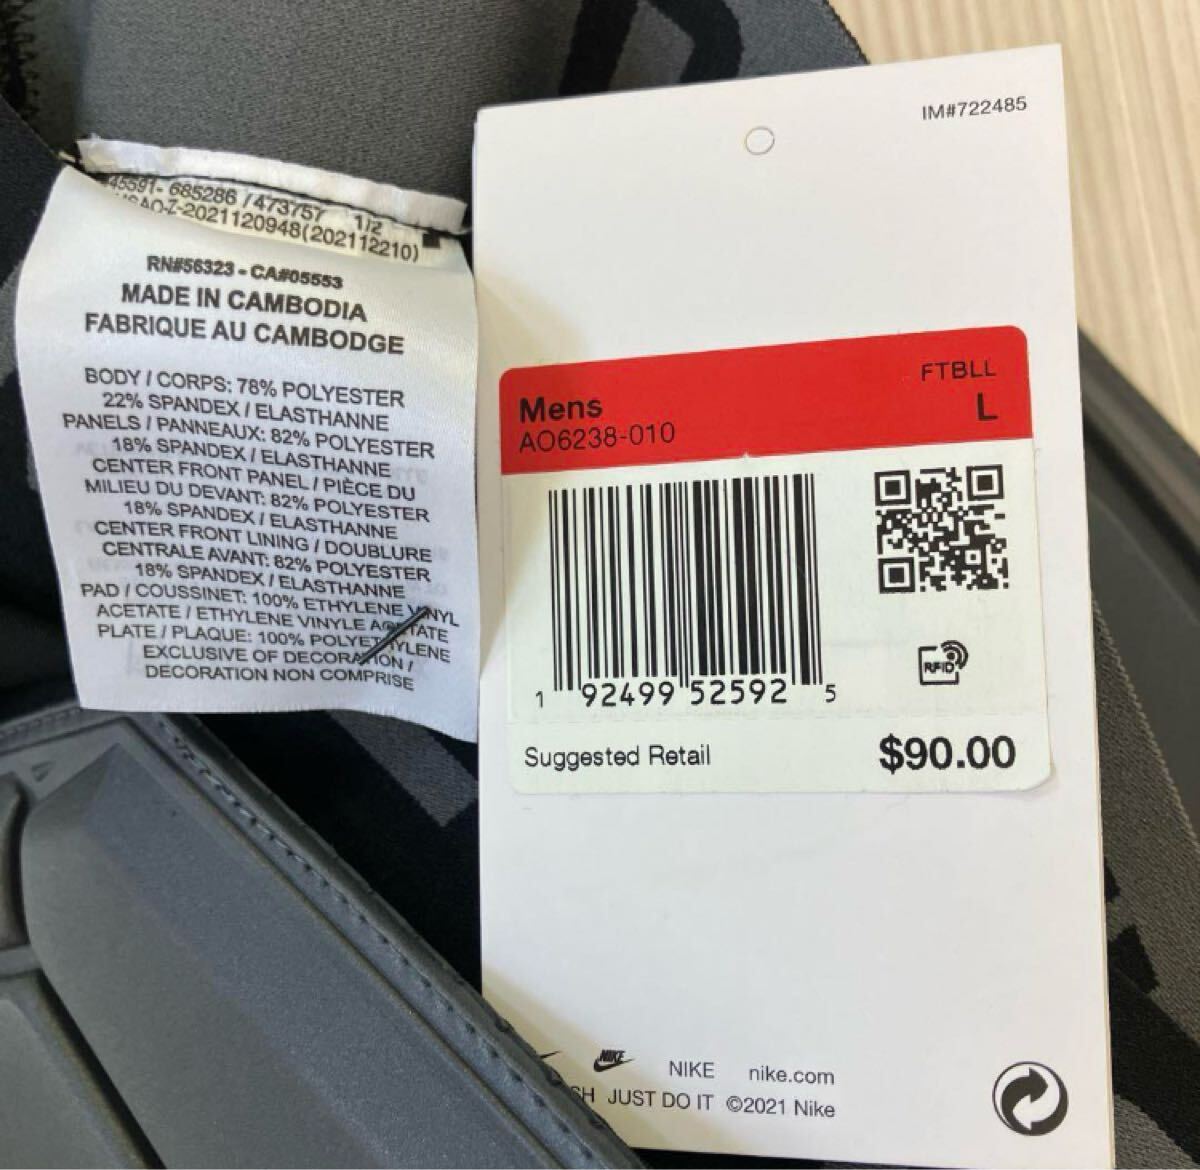 45591- 685286 / 473757 1/2
2021120948(202112210)
RN#56323 - CA#05553
MADE IN CAMBODIA
FABRIQUE AU CAMBODGE
BODY / CORPS: 78% POLYESTER
22% SPANDEX / ELASTHANNE
PANELS / PANNEAUX: 82% POLYESTER
18% SPANDEX / ELASTHANNE
CENTER FRONT PANEL / PIÈCE DU
MILIEU DU DEVANT: 82% POLYESTER
18% SPANDEX / ELASTHANNE
CENTER FRONT LINING / DOUBLURE
CENTRALE AVANT: 82% POLYESTER
18% SPANDEX / ELASTHANNE
PAD / COUSSINET: 100% ETHYLENE VINYL
ACETATE / ETHYLENE VINYLE ACETATE
PLATE / PLAQUE: 100% POLYETHYLENE
EXCLUSIVE OF DECORATION /
DECORATION NON COMPRISE
IM#722485
FTBLL
Mens L
AO6238-010
RFID
1 92499 52592 5
Suggested Retail $90.00
NIKE NIKE nike.com
JUST DO IT ©2021 Nike